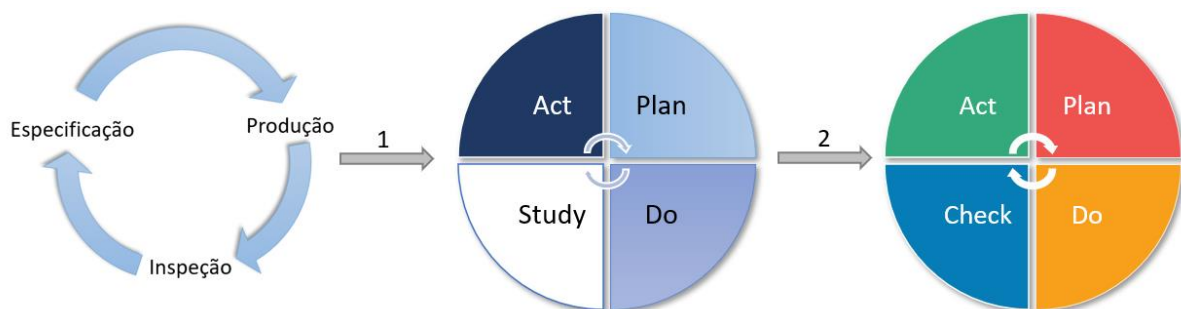 Especificação
Produção
Inspeção
1
Act
Plan
Study
Do
2
Act
Plan
Check
Do